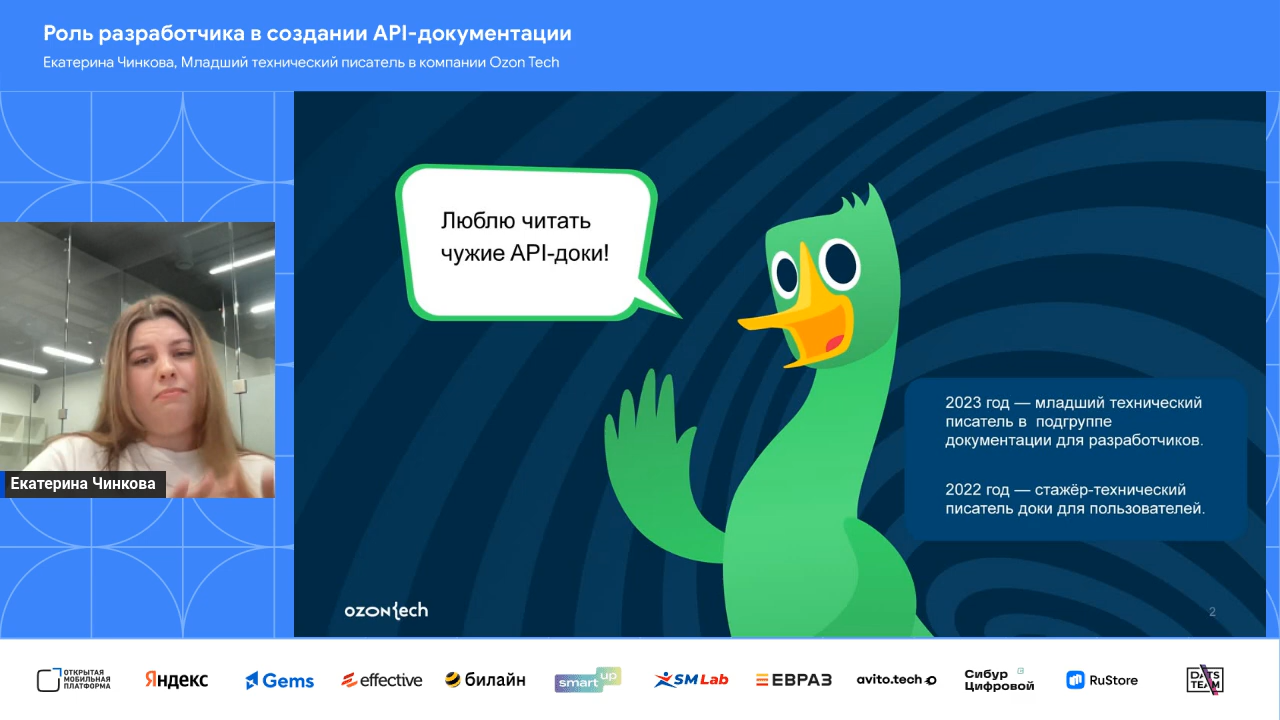 Роль разработчика в создании API-документации
Екатерина Чинкова, Младший технический писатель в компании Ozon Tech
Люблю читать
чужие API-доки!
2023 год — младший технический
писатель в подгруппе
документации для разработчиков.
2022 год — стажёр-технический
писатель доки для пользователей.
Екатерина Чинкова
ozon{ech
2
ОТКРЫТАЯ
МОБИЛЬНАЯ
ПЛАТФОРМА
Яндекс
Gems
effective
билайн
smart up
SM Lab
ЕВРАЗ
avito.tech
Сибур
Цифровой
RuStore
DATS
TEAM